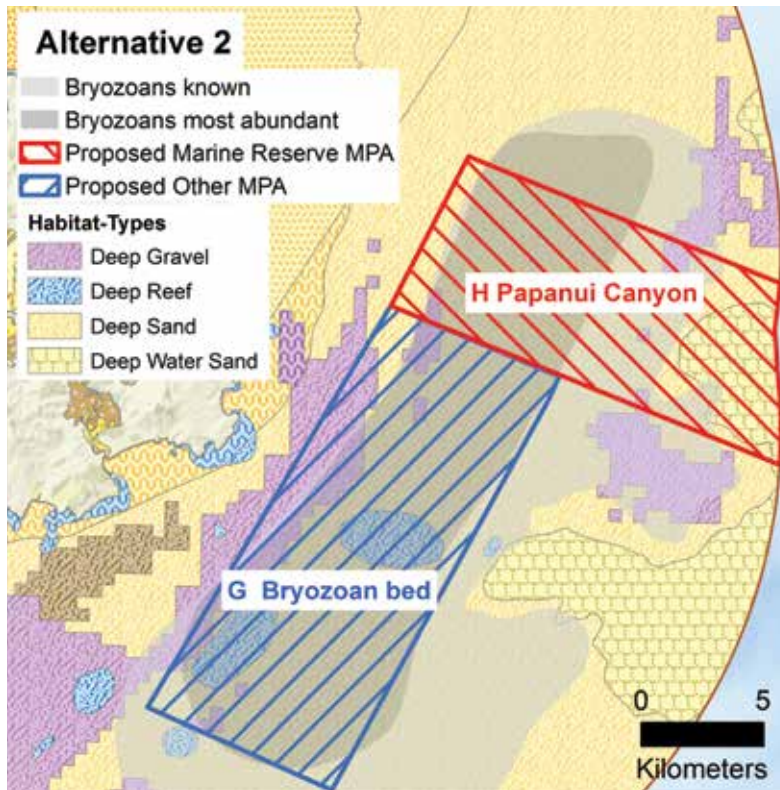 Alternative 2
Bryozoans known
Bryozoans most abundant
Proposed Marine Reserve MPA
Proposed Other MPA
Habitat-Types
Deep Gravel
Deep Reef
Deep Sand
Deep Water Sand
H Papanui Canyon
G Bryozoan bed
0 5
Kilometers